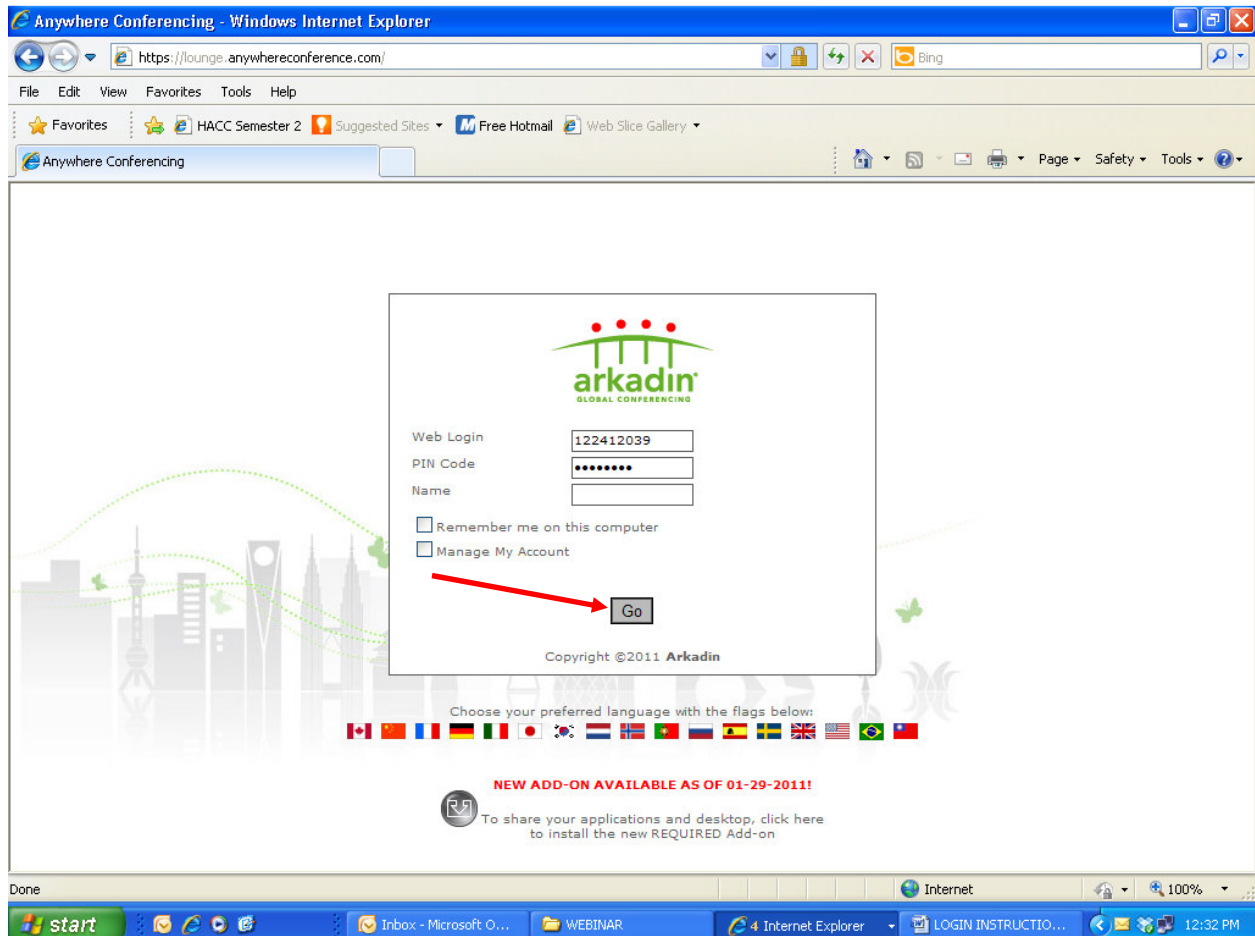 Anywhere Conferencing - Windows Internet Explorer
https://lounge.anywhereconference.com/
Bing
File Edit View Favorites Tools Help
Favorites HACC Semester 2 Suggested Sites Free Hotmail Web Slice Gallery
Anywhere Conferencing
Page Safety Tools
arkadin
GLOBAL CONFERENCING
Web Login 122412039
PIN Code ••••••••
Name
Remember me on this computer
Manage My Account
Go
Copyright ©2011 Arkadin
Choose your preferred language with the flags below:
NEW ADD-ON AVAILABLE AS OF 01-29-2011!
To share your applications and desktop, click here
to install the new REQUIRED Add-on
Done Internet 100%
start Inbox - Microsoft O... WEBINAR 4 Internet Explorer LOGIN INSTRUCTIO... 12:32 PM